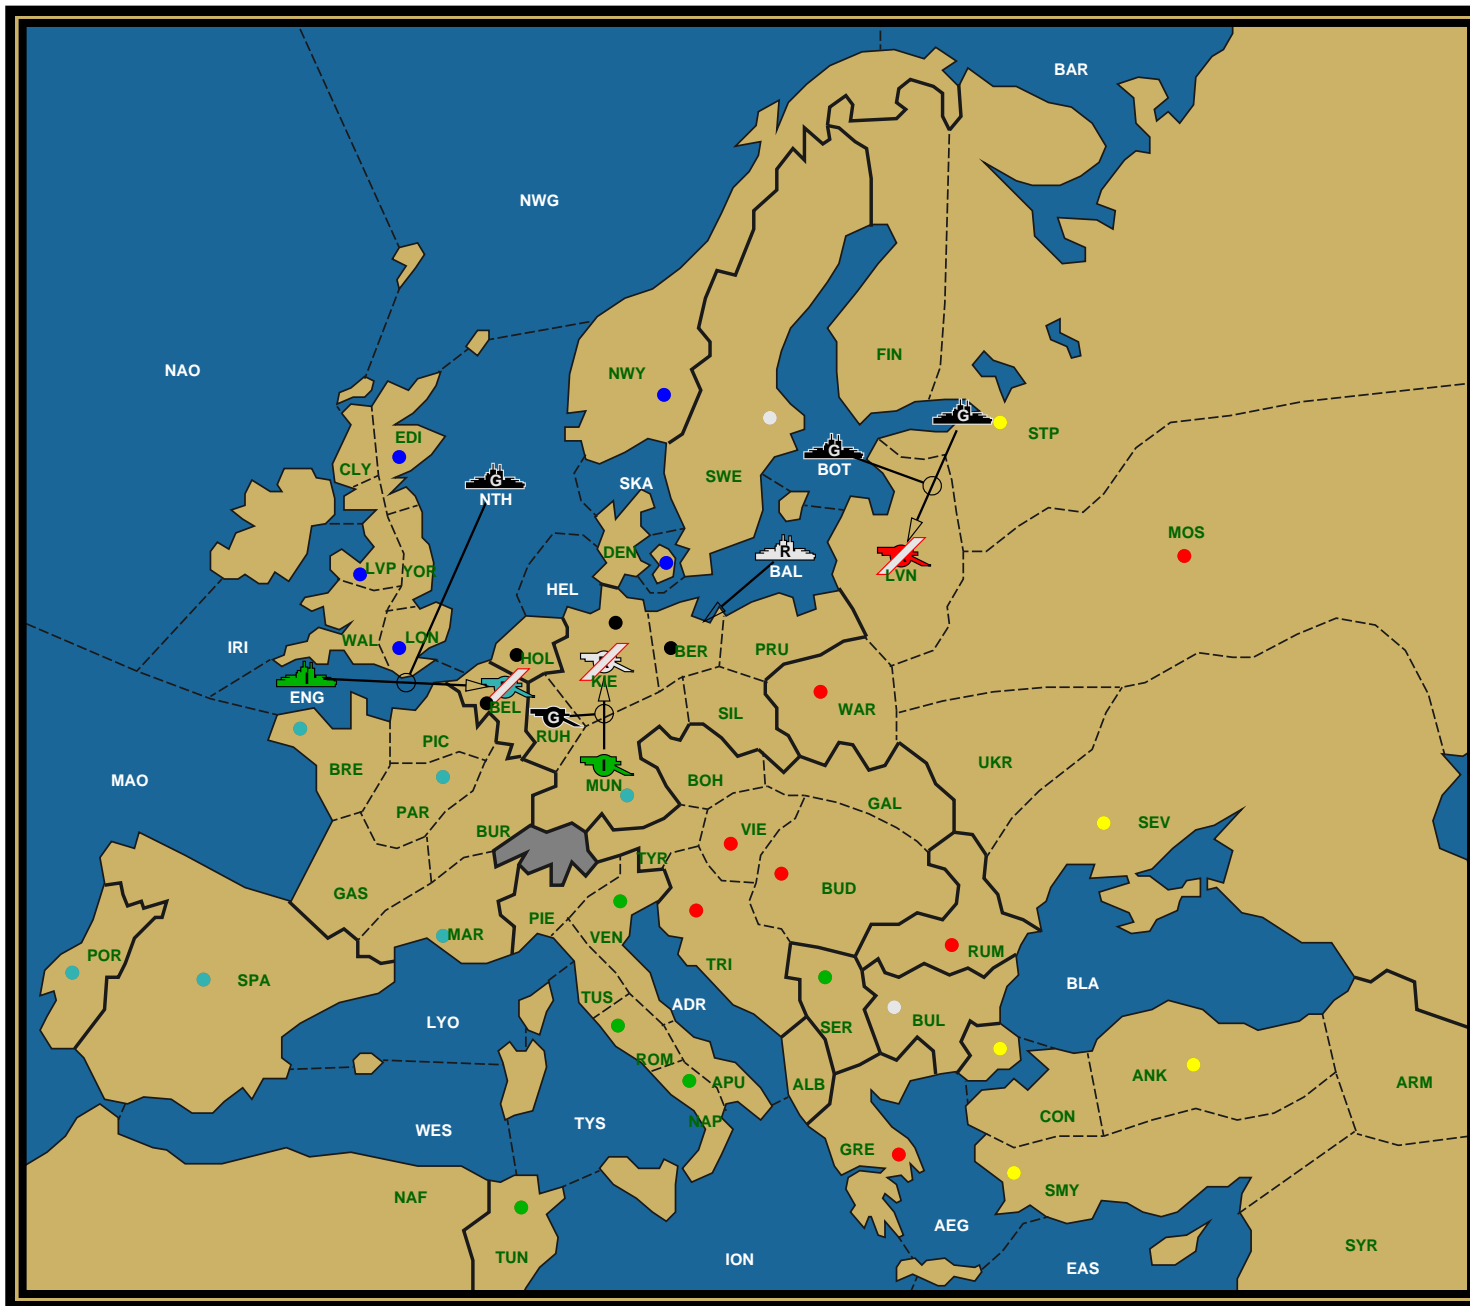 BAR
NWG
NAO
FIN
NWY
EDI
G
STP
CLY
G
BOT
SWE
G
NTH
SKA
MOS
DEN
R
BAL
LVP
YOR
LVN
HEL
IRI
WAL
LON
HOL
BER
PRU
KIE
I
ENG
BEL
G
RUH
SIL
WAR
PIC
BRE
MAO
I
MUN
BOH
UKR
PAR
GAL
BUR
VIE
SEV
TYR
GAS
BUD
PIE
MAR
VEN
POR
SPA
TRI
RUM
BLA
TUS
ADR
LYO
SER
BUL
ROM
APU
ALB
ANK
ARM
NAP
CON
WES
TYS
GRE
NAF
SMY
AEG
TUN
ION
EAS
SYR